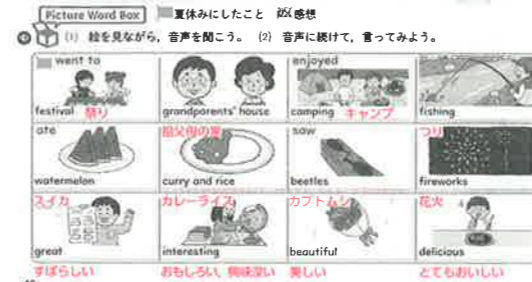 Picture Word Box 夏休みにしたこと 感想
(1) 絵を見ながら，音声を聞こう。 (2) 音声に続けて，言ってみよう。
went to enjoyed
festival 祭り grandparents' house camping キャンプ fishing
ate 祖父母の家 saw つり
watermelon curry and rice beetles fireworks
スイカ カレーライス カブトムシ 花火
great interesting beautiful delicious
すばらしい おもしろい，興味深い 美しい とてもおいしい